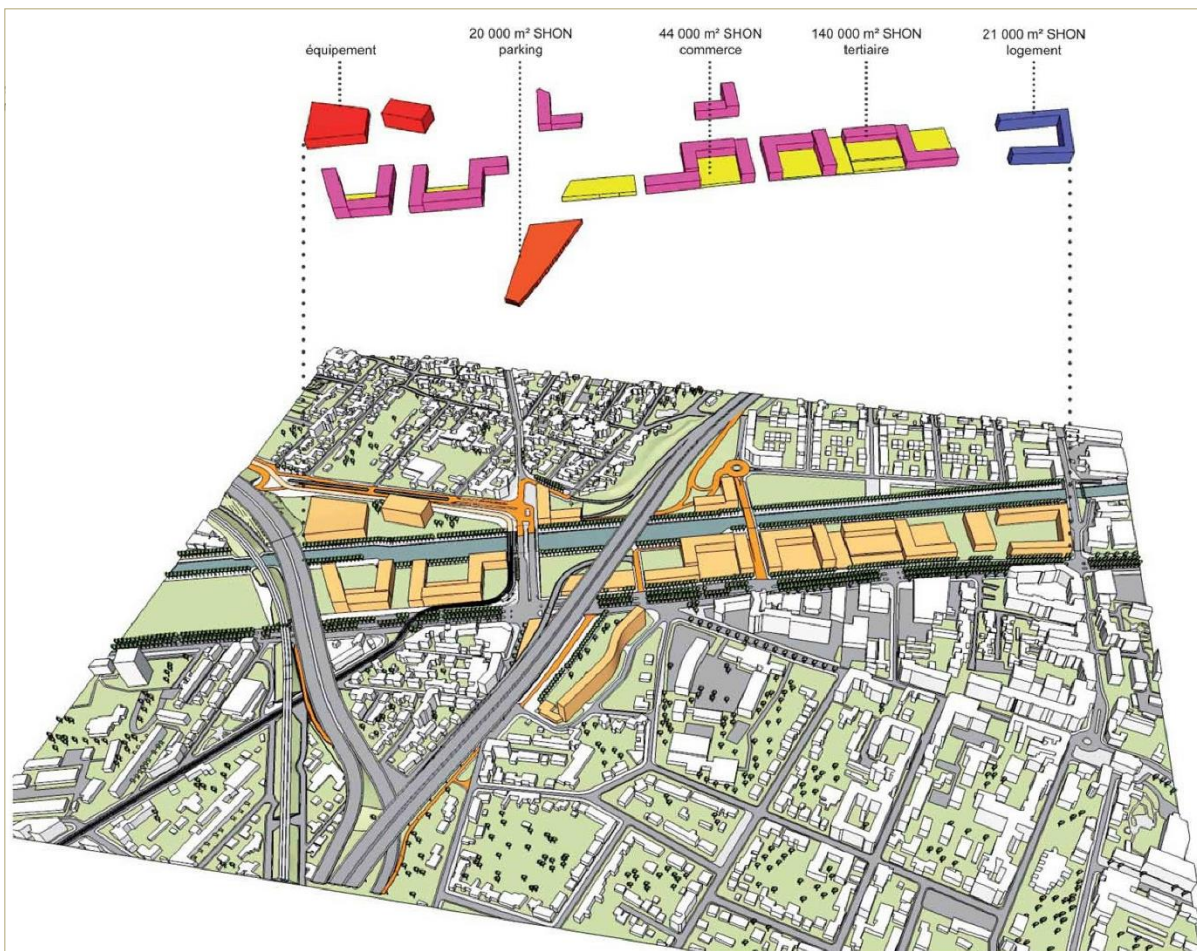 équipement
20 000 m² SHON
parking
44 000 m² SHON
commerce
140 000 m² SHON
tertiaire
21 000 m² SHON
logement